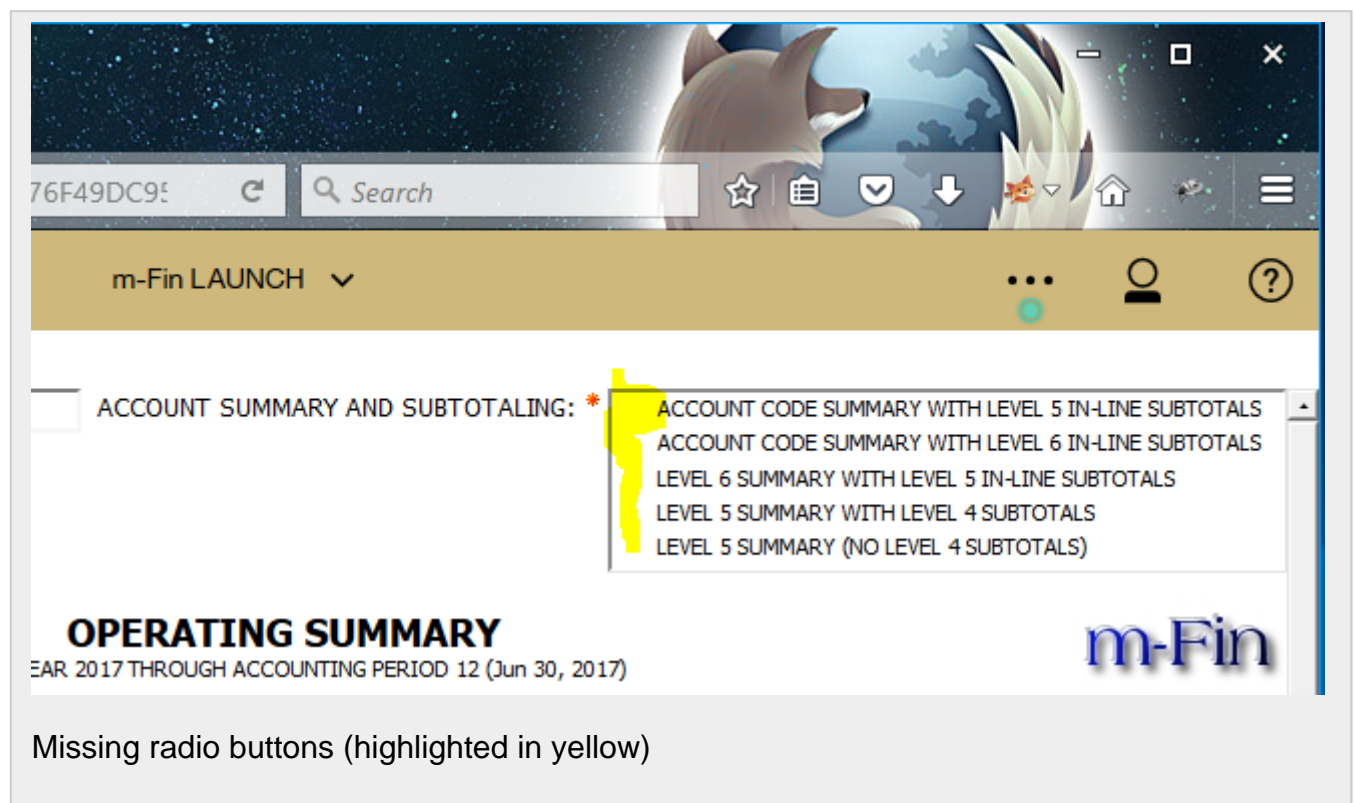 76F49DC95
Search
m-Fin LAUNCH
ACCOUNT SUMMARY AND SUBTOTALING: *
ACCOUNT CODE SUMMARY WITH LEVEL 5 IN-LINE SUBTOTALS
ACCOUNT CODE SUMMARY WITH LEVEL 6 IN-LINE SUBTOTALS
LEVEL 6 SUMMARY WITH LEVEL 5 IN-LINE SUBTOTALS
LEVEL 5 SUMMARY WITH LEVEL 4 SUBTOTALS
LEVEL 5 SUMMARY (NO LEVEL 4 SUBTOTALS)
OPERATING SUMMARY
m-Fin
EAR 2017 THROUGH ACCOUNTING PERIOD 12 (Jun 30, 2017)
Missing radio buttons (highlighted in yellow)